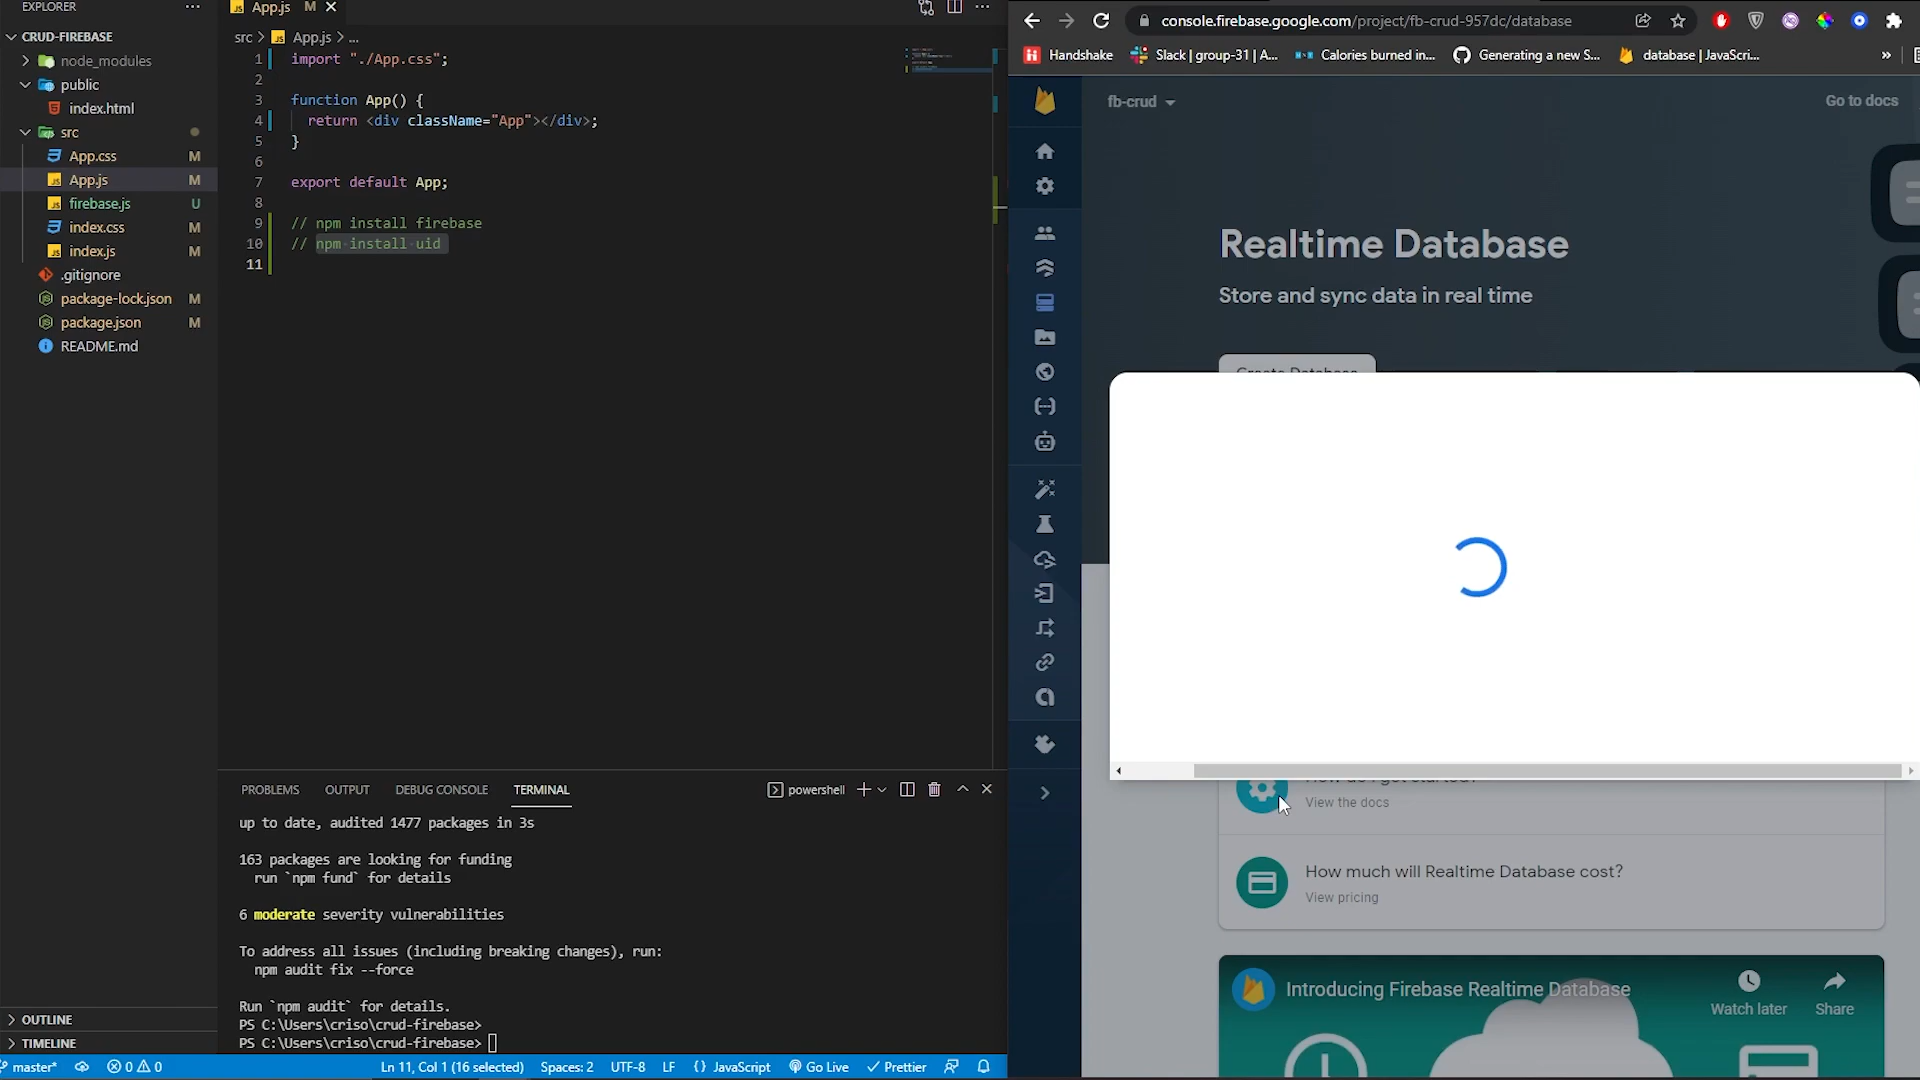 EXPLORER
CRUD-FIREBASE
node_modules
public
index.html
src
App.css M
App.js M
firebase.js U
index.css M
index.js M
.gitignore
package-lock.json M
package.json M
README.md
OUTLINE
TIMELINE
App.js M
src > App.js > ...
1 import "./App.css";
2
3 function App() {
4 return <div className="App"></div>;
5 }
6
7 export default App;
8
9 // npm install firebase
10 // npm install uid
11
PROBLEMS OUTPUT DEBUG CONSOLE TERMINAL powershell
up to date, audited 1477 packages in 3s
163 packages are looking for funding
run `npm fund` for details
6 moderate severity vulnerabilities
To address all issues (including breaking changes), run:
npm audit fix --force
Run `npm audit` for details.
PS C:\Users\criso\crud-firebase>
PS C:\Users\criso\crud-firebase>
master* 0 0 Ln 11, Col 1 (16 selected) Spaces: 2 UTF-8 LF {} JavaScript Go Live Prettier
console.firebase.google.com/project/fb-crud-957dc/database
Handshake Slack | group-31 | A... Calories burned in... Generating a new S... database | JavaScri... »
fb-crud Go to docs
Realtime Database
Store and sync data in real time
Create Database
How do I get started?
View the docs
How much will Realtime Database cost?
View pricing
Introducing Firebase Realtime Database
Watch later Share